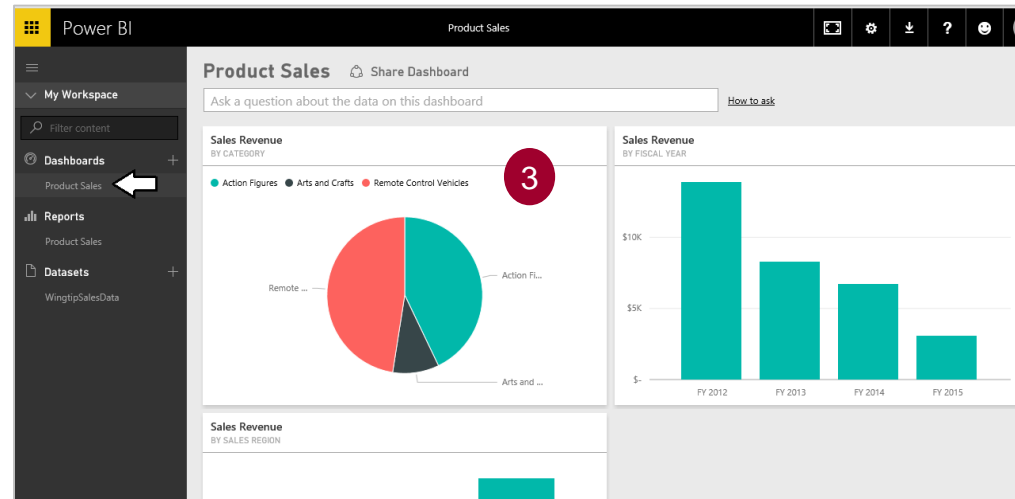 Power BI
Product Sales
?
My Workspace
Filter content
Dashboards
Product Sales
Reports
Product Sales
Datasets
WingtipSalesData
Product Sales
Share Dashboard
Ask a question about the data on this dashboard
How to ask
Sales Revenue
BY CATEGORY
Action Figures
Arts and Crafts
Remote Control Vehicles
3
Action Fi...
Remote ...
Arts and ...
Sales Revenue
BY FISCAL YEAR
$10K
$5K
$-
FY 2012
FY 2013
FY 2014
FY 2015
Sales Revenue
BY SALES REGION